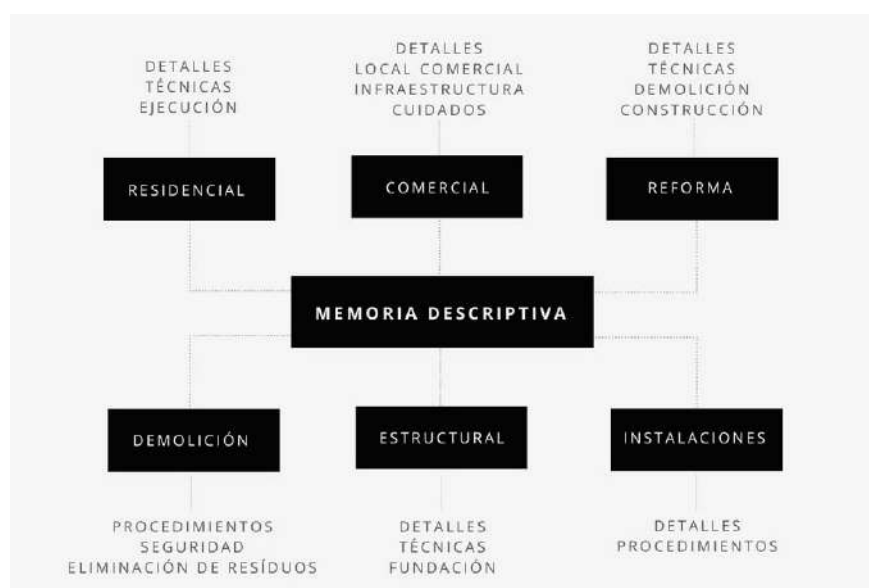 DETALLES
TÉCNICAS
EJECUCIÓN
DETALLES
LOCAL COMERCIAL
INFRAESTRUCTURA
CUIDADOS
DETALLES
TÉCNICAS
DEMOLICIÓN
CONSTRUCCIÓN
RESIDENCIAL
COMERCIAL
REFORMA
MEMORIA DESCRIPTIVA
DEMOLICIÓN
ESTRUCTURAL
INSTALACIONES
PROCEDIMIENTOS
SEGURIDAD
ELIMINACIÓN DE RESÍDUOS
DETALLES
TÉCNICAS
FUNDACIÓN
DETALLES
PROCEDIMIENTOS